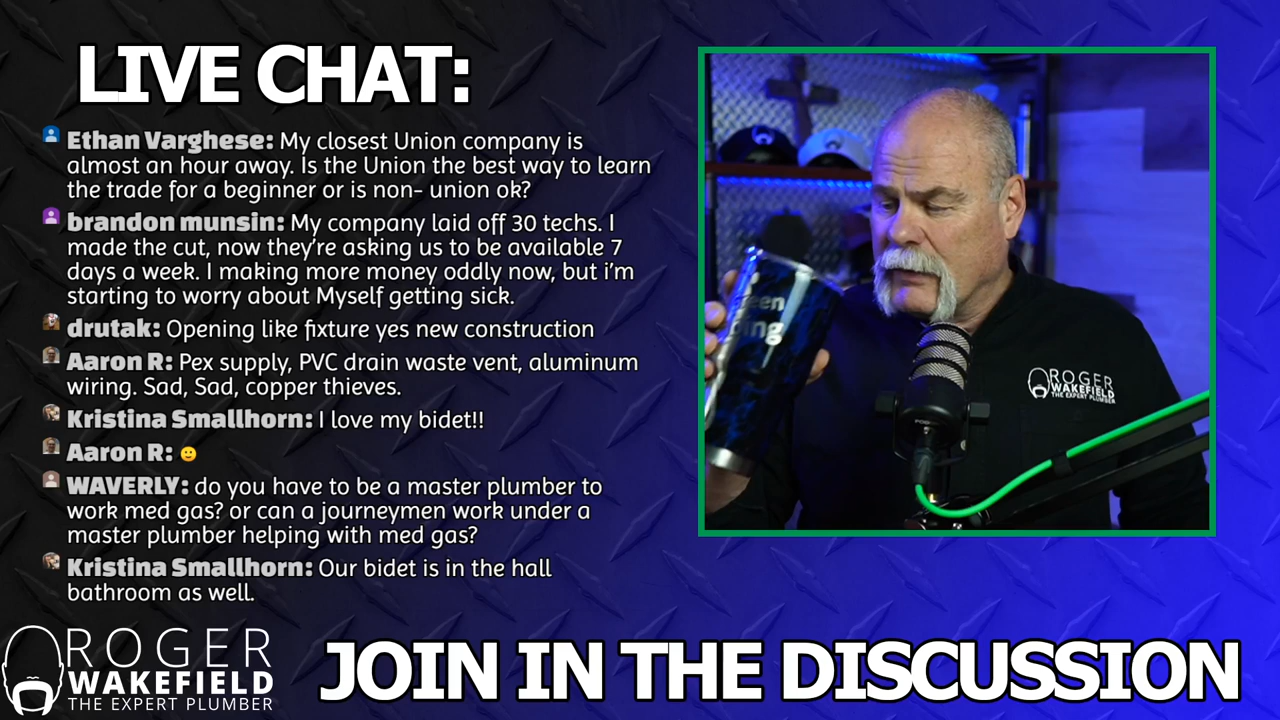 LIVE CHAT:
Ethan Varghese: My closest Union company is
almost an hour away. Is the Union the best way to learn
the trade for a beginner or is non- union ok?
brandon munsin: My company laid off 30 techs. I
made the cut, now they're asking us to be available 7
days a week. I making more money oddly now, but i'm
starting to worry about Myself getting sick.
drutak: Opening like fixture yes new construction
Aaron R: Pex supply, PVC drain waste vent, aluminum
wiring. Sad, Sad, copper thieves.
Kristina Smallhorn: I love my bidet!!
Aaron R: 🙂
WAVERLY: do you have to be a master plumber to
work med gas? or can a journeymen work under a
master plumber helping with med gas?
Kristina Smallhorn: Our bidet is in the hall
bathroom as well.
ROGER
WAKEFIELD
THE EXPERT PLUMBER
ROGER
WAKEFIELD
THE EXPERT PLUMBER
JOIN IN THE DISCUSSION